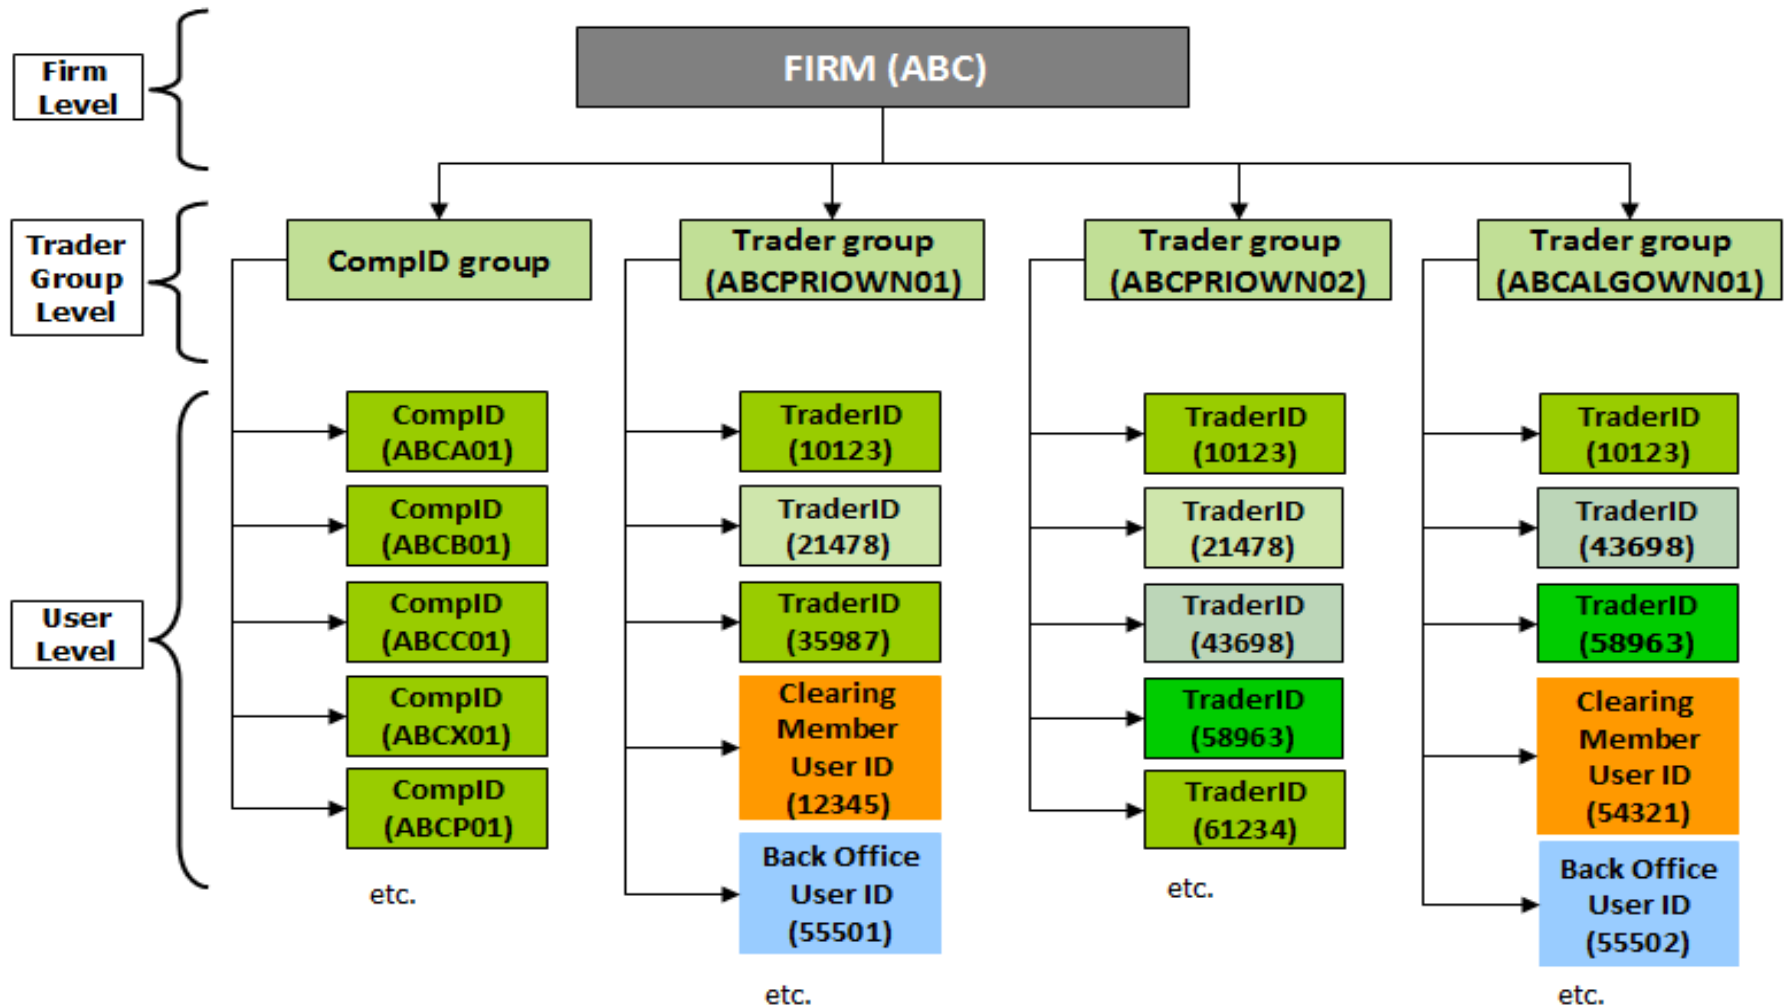 Firm
Level
FIRM (ABC)
Trader
Group
Level
CompID group
Trader group
(ABCPRIOWN01)
Trader group
(ABCPRIOWN02)
Trader group
(ABCALGOWN01)
User
Level
CompID
(ABCA01)
CompID
(ABCB01)
CompID
(ABCC01)
CompID
(ABCX01)
CompID
(ABCP01)
etc.
TraderID
(10123)
TraderID
(21478)
TraderID
(35987)
Clearing
Member
User ID
(12345)
Back Office
User ID
(55501)
etc.
TraderID
(10123)
TraderID
(21478)
TraderID
(43698)
TraderID
(58963)
TraderID
(61234)
etc.
TraderID
(10123)
TraderID
(43698)
TraderID
(58963)
Clearing
Member
User ID
(54321)
Back Office
User ID
(55502)
etc.